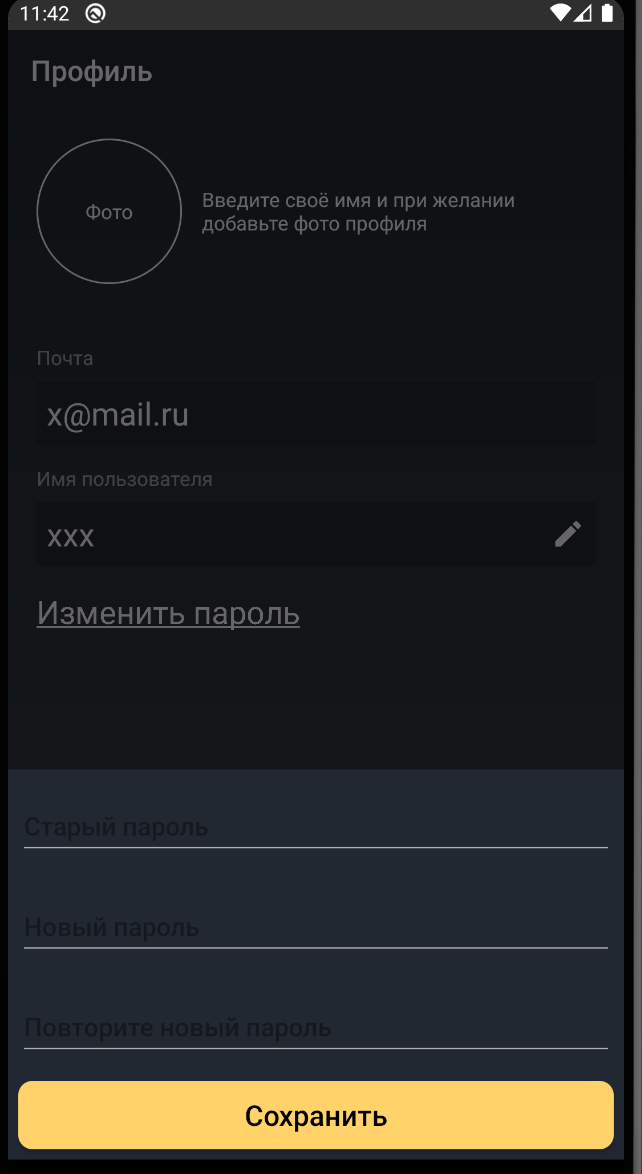 11:42
Профиль
Фото
Введите своё имя и при желании
добавьте фото профиля
Почта
x@mail.ru
Имя пользователя
xxx
Изменить пароль
Старый пароль
Новый пароль
Повторите новый пароль
Сохранить